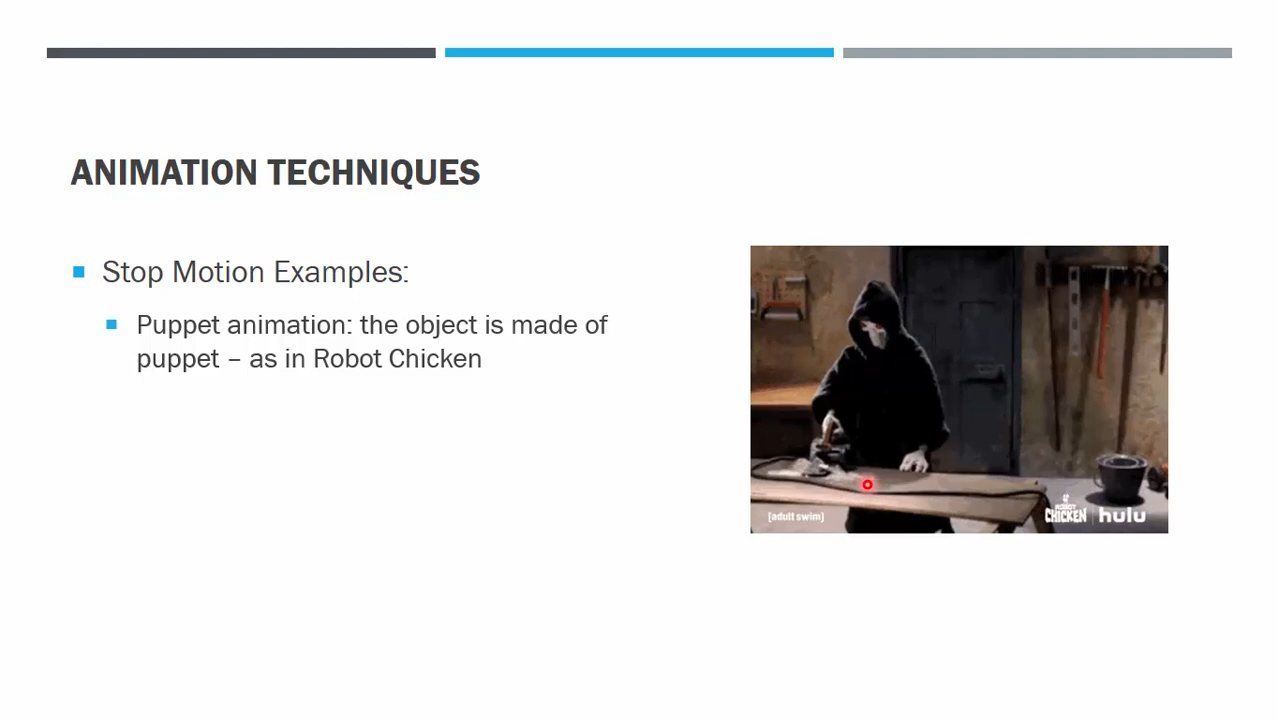 ANIMATION TECHNIQUES
Stop Motion Examples:
Puppet animation: the object is made of
puppet – as in Robot Chicken
[adult swim]
ROBOT
CHICKEN
hulu